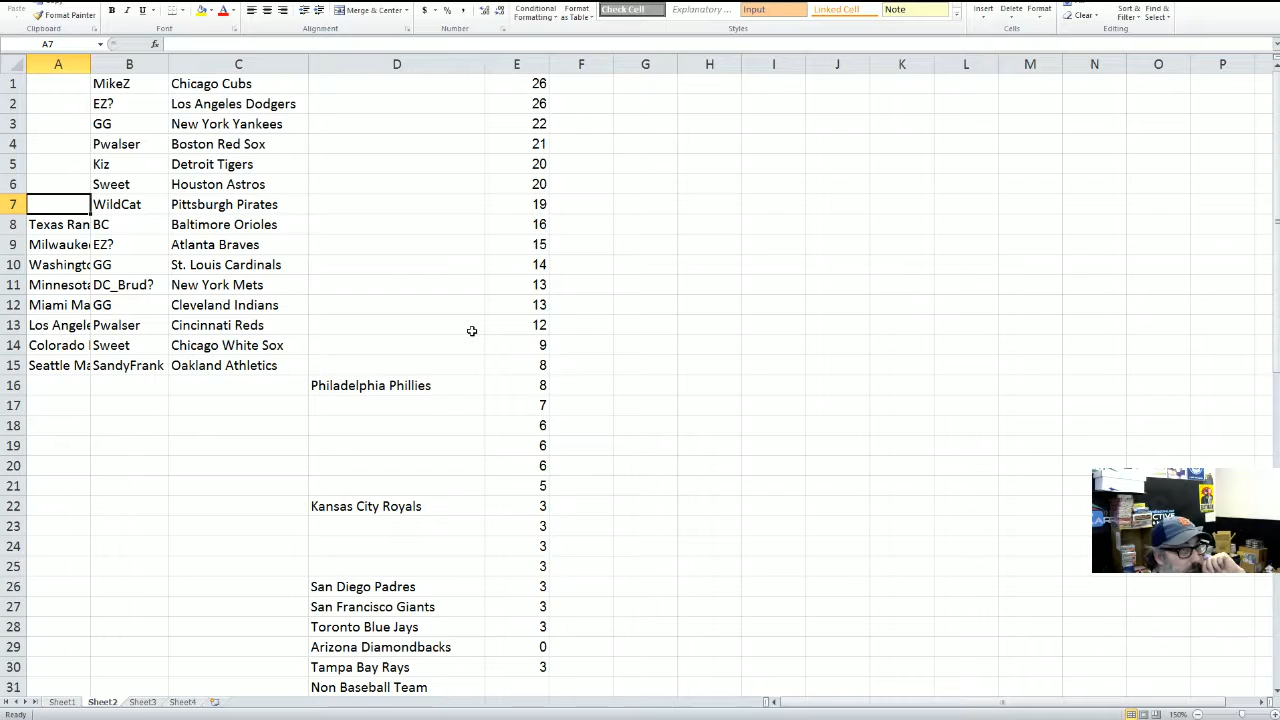 Paste Format Painter B I U Merge & Center $ % , Conditional Formatting Format as Table Check Cell Explanatory ... Input Linked Cell Note Insert Delete Format Clear Sort & Filter Find & Select
Clipboard Font Alignment Number Styles Cells Editing
A7 fx
A B C D E F G H I J K L M N O P
1 MikeZ Chicago Cubs 26
2 EZ? Los Angeles Dodgers 26
3 GG New York Yankees 22
4 Pwalser Boston Red Sox 21
5 Kiz Detroit Tigers 20
6 Sweet Houston Astros 20
7 WildCat Pittsburgh Pirates 19
8 Texas Ran BC Baltimore Orioles 16
9 Milwauke EZ? Atlanta Braves 15
10 Washingto GG St. Louis Cardinals 14
11 Minnesota DC_Brud? New York Mets 13
12 Miami Ma GG Cleveland Indians 13
13 Los Angele Pwalser Cincinnati Reds 12
14 Colorado Sweet Chicago White Sox 9
15 Seattle Ma SandyFrank Oakland Athletics 8
16 Philadelphia Phillies 8
17 7
18 6
19 6
20 6
21 5
22 Kansas City Royals 3
23 3
24 3
25 3
26 San Diego Padres 3
27 San Francisco Giants 3
28 Toronto Blue Jays 3
29 Arizona Diamondbacks 0
30 Tampa Bay Rays 3
31 Non Baseball Team
Sheet1 Sheet2 Sheet3 Sheet4
Ready 150%